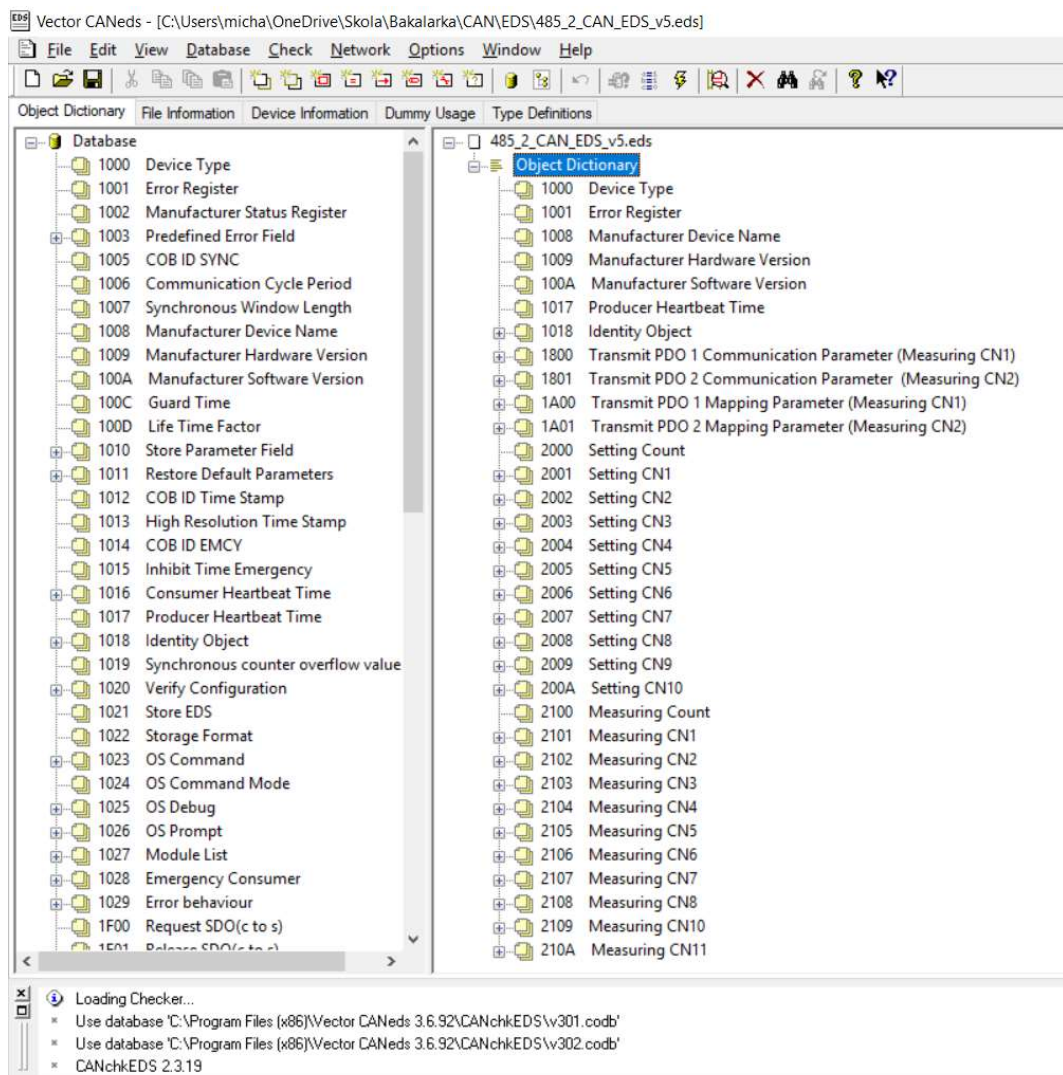 Vector CANeds - [C:\Users\micha\OneDrive\Skola\Bakalarka\CAN\EDS\485_2_CAN_EDS_v5.eds]
File Edit View Database Check Network Options Window Help
Object Dictionary File Information Device Information Dummy Usage Type Definitions
Database
1000 Device Type
1001 Error Register
1002 Manufacturer Status Register
1003 Predefined Error Field
1005 COB ID SYNC
1006 Communication Cycle Period
1007 Synchronous Window Length
1008 Manufacturer Device Name
1009 Manufacturer Hardware Version
100A Manufacturer Software Version
100C Guard Time
100D Life Time Factor
1010 Store Parameter Field
1011 Restore Default Parameters
1012 COB ID Time Stamp
1013 High Resolution Time Stamp
1014 COB ID EMCY
1015 Inhibit Time Emergency
1016 Consumer Heartbeat Time
1017 Producer Heartbeat Time
1018 Identity Object
1019 Synchronous counter overflow value
1020 Verify Configuration
1021 Store EDS
1022 Storage Format
1023 OS Command
1024 OS Command Mode
1025 OS Debug
1026 OS Prompt
1027 Module List
1028 Emergency Consumer
1029 Error behaviour
1F00 Request SDO(c to s)
1F01 Release SDO(c to s)
485_2_CAN_EDS_v5.eds
Object Dictionary
1000 Device Type
1001 Error Register
1008 Manufacturer Device Name
1009 Manufacturer Hardware Version
100A Manufacturer Software Version
1017 Producer Heartbeat Time
1018 Identity Object
1800 Transmit PDO 1 Communication Parameter (Measuring CN1)
1801 Transmit PDO 2 Communication Parameter (Measuring CN2)
1A00 Transmit PDO 1 Mapping Parameter (Measuring CN1)
1A01 Transmit PDO 2 Mapping Parameter (Measuring CN2)
2000 Setting Count
2001 Setting CN1
2002 Setting CN2
2003 Setting CN3
2004 Setting CN4
2005 Setting CN5
2006 Setting CN6
2007 Setting CN7
2008 Setting CN8
2009 Setting CN9
200A Setting CN10
2100 Measuring Count
2101 Measuring CN1
2102 Measuring CN2
2103 Measuring CN3
2104 Measuring CN4
2105 Measuring CN5
2106 Measuring CN6
2107 Measuring CN7
2108 Measuring CN8
2109 Measuring CN10
210A Measuring CN11
Loading Checker...
Use database 'C:\Program Files (x86)\Vector CANeds 3.6.92\CANchkEDS\v301.codb'
Use database 'C:\Program Files (x86)\Vector CANeds 3.6.92\CANchkEDS\v302.codb'
CANchkEDS 2.3.19